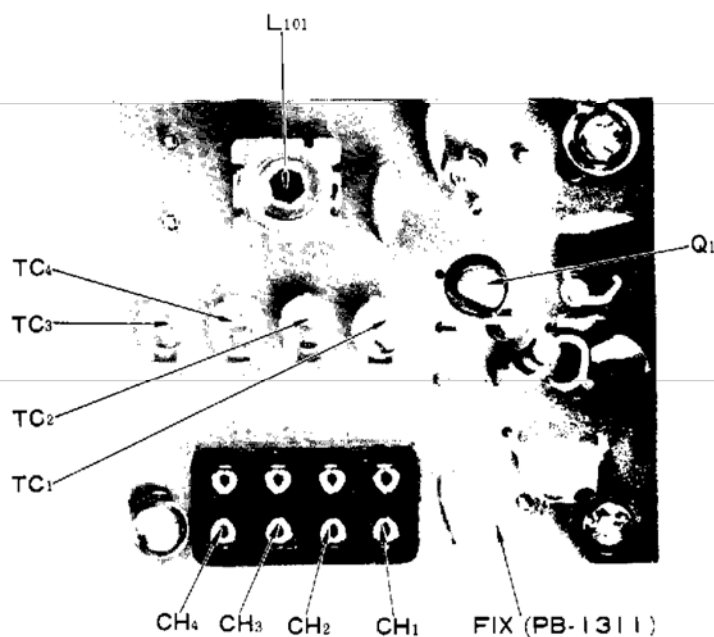 L101
Q1
TC4
TC3
TC2
TC1
CH4 CH3 CH2 CH1 FIX (PB-1311)